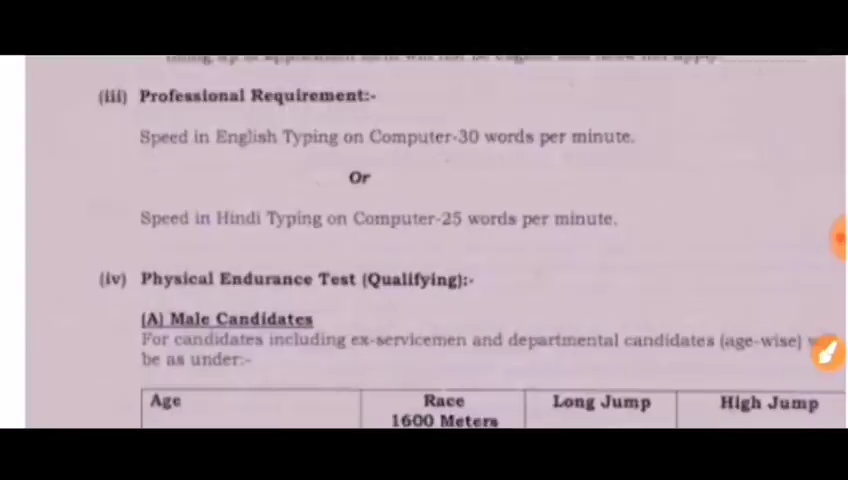 (iii) Professional Requirement:-
Speed in English Typing on Computer-30 words per minute.
Or
Speed in Hindi Typing on Computer-25 words per minute.
(iv) Physical Endurance Test (Qualifying):-
(A) Male Candidates
For candidates including ex-servicemen and departmental candidates (age-wise)
be as under:-
Age Race Long Jump High Jump
1600 Meters